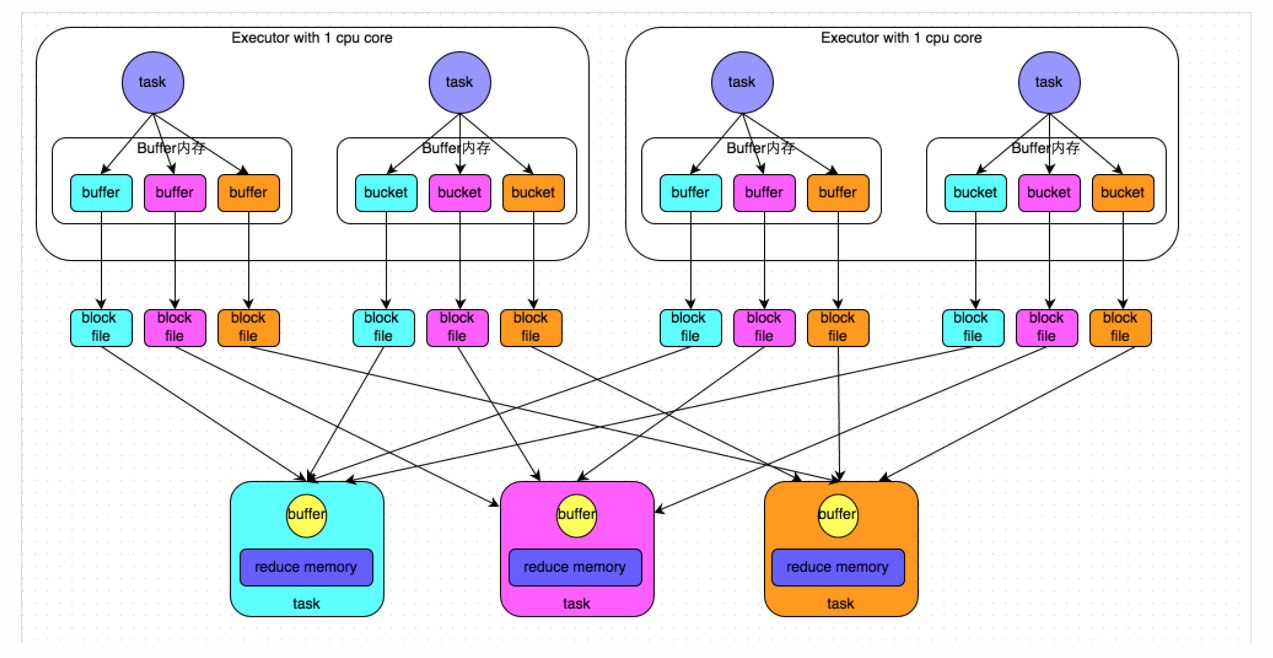 Executor with 1 cpu core
Executor with 1 cpu core
task
task
task
task
Buffer内存
Buffer内存
Buffer内存
Buffer内存
buffer
buffer
buffer
bucket
bucket
bucket
buffer
buffer
buffer
bucket
bucket
bucket
block
file
block
file
block
file
block
file
block
file
block
file
block
file
block
file
block
file
block
file
block
file
block
file
buffer
buffer
buffer
reduce memory
reduce memory
reduce memory
task
task
task